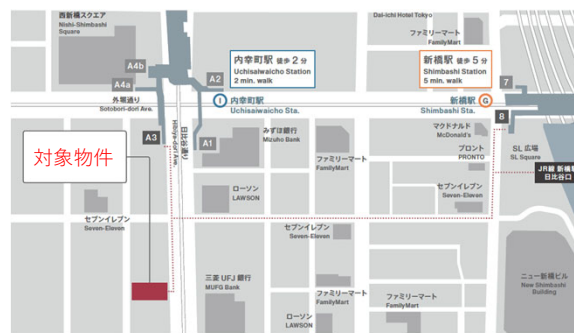 西新橋スクエア
Nishi-Shimbashi
Square
Dai-ichi Hotel Tokyo
ファミリーマート
FamilyMart
内幸町駅 徒歩 2 分
Uchisaiwaicho Station
2 min. walk
新橋駅 徒歩 5 分
Shimbashi Station
5 min. walk
A4b
A4a
A2
7
外堀通り
Sotobori-dori Ave.
I 内幸町駅
Uchisaiwaicho Sta.
新橋駅 G
Shimbashi Sta.
8
A3
日比谷通り
Hibiya-dori Ave.
A1
みずほ銀行
Mizuho Bank
マクドナルド
McDonald's
SL 広場
SL Square
対象物件
ファミリーマート
FamilyMart
プロント
PRONTO
JR線 新橋駅
日比谷口
ローソン
LAWSON
セブンイレブン
Seven-Eleven
セブンイレブン
Seven-Eleven
セブンイレブン
Seven-Eleven
三菱 UFJ 銀行
MUFG Bank
ニュー新橋ビル
New Shimbashi
Building
ファミリーマート
FamilyMart
ファミリーマート
FamilyMart
ローソン
LAWSON